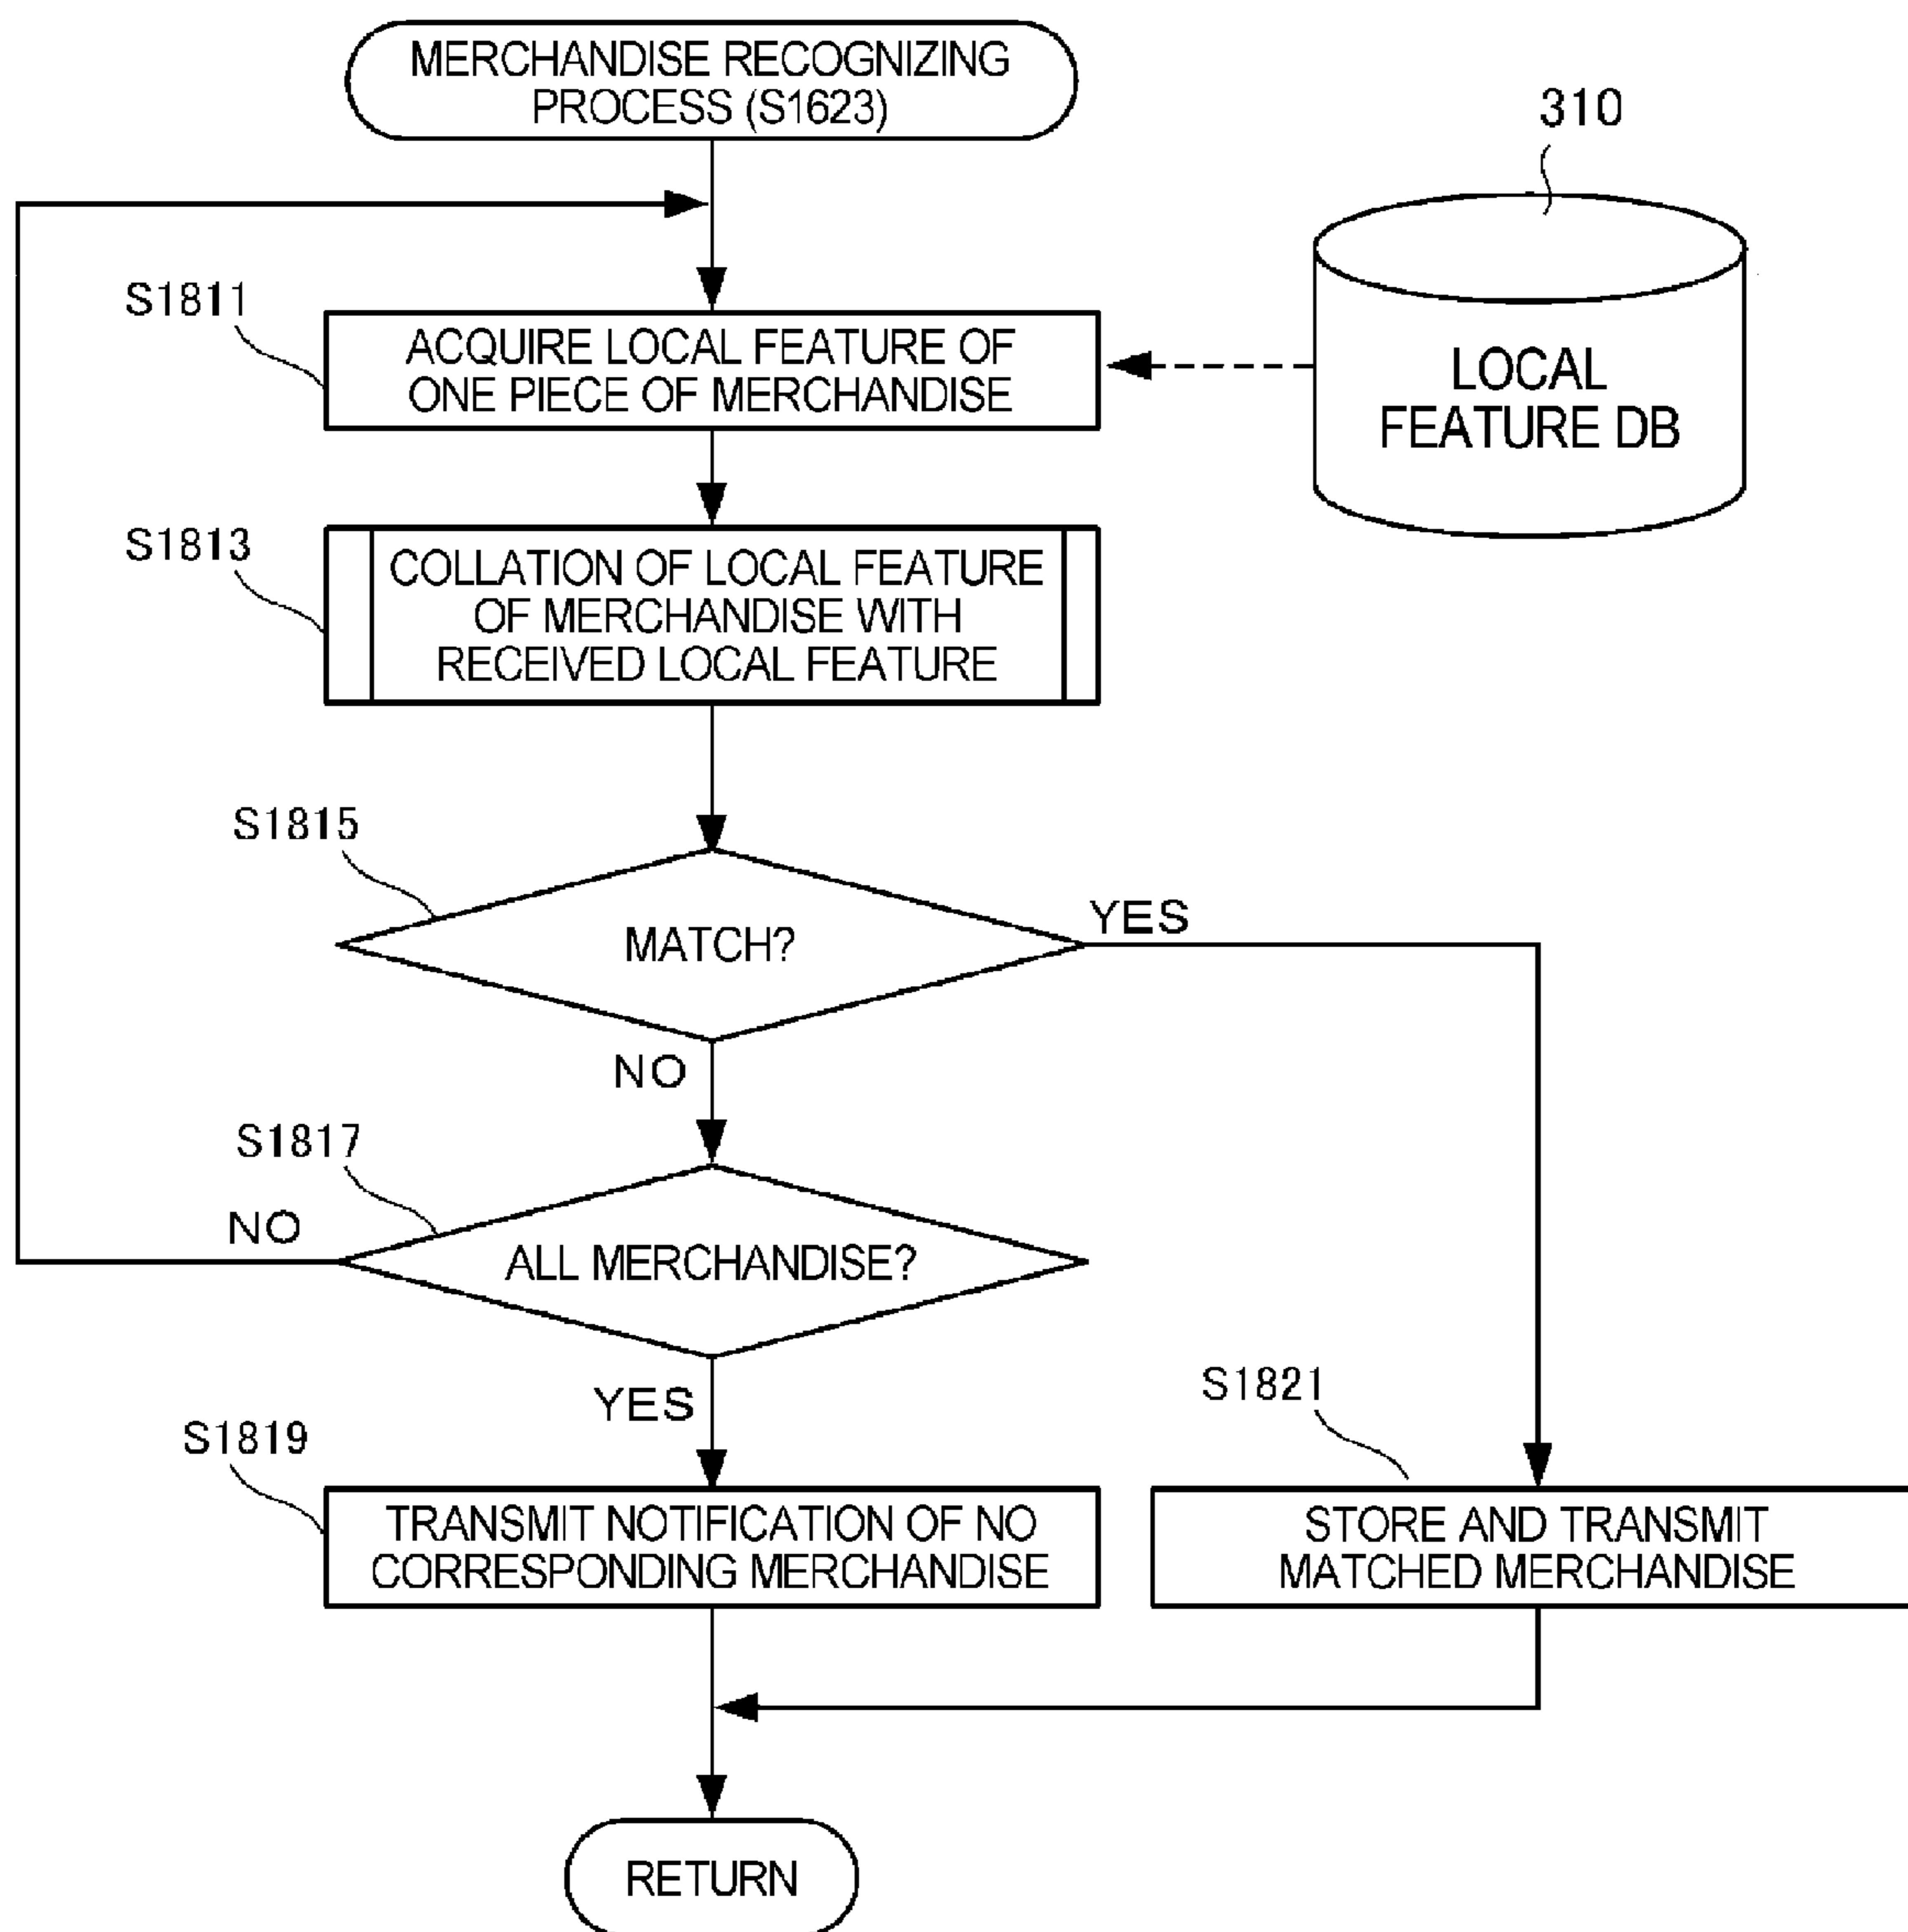 MERCHANDISE RECOGNIZING
PROCESS (S1623)
310
S1811
ACQUIRE LOCAL FEATURE OF
ONE PIECE OF MERCHANDISE
LOCAL
FEATURE DB
S1813
COLLATION OF LOCAL FEATURE
OF MERCHANDISE WITH
RECEIVED LOCAL FEATURE
S1815
MATCH?
YES
NO
S1817
NO
ALL MERCHANDISE?
YES
S1819
TRANSMIT NOTIFICATION OF NO
CORRESPONDING MERCHANDISE
S1821
STORE AND TRANSMIT
MATCHED MERCHANDISE
RETURN